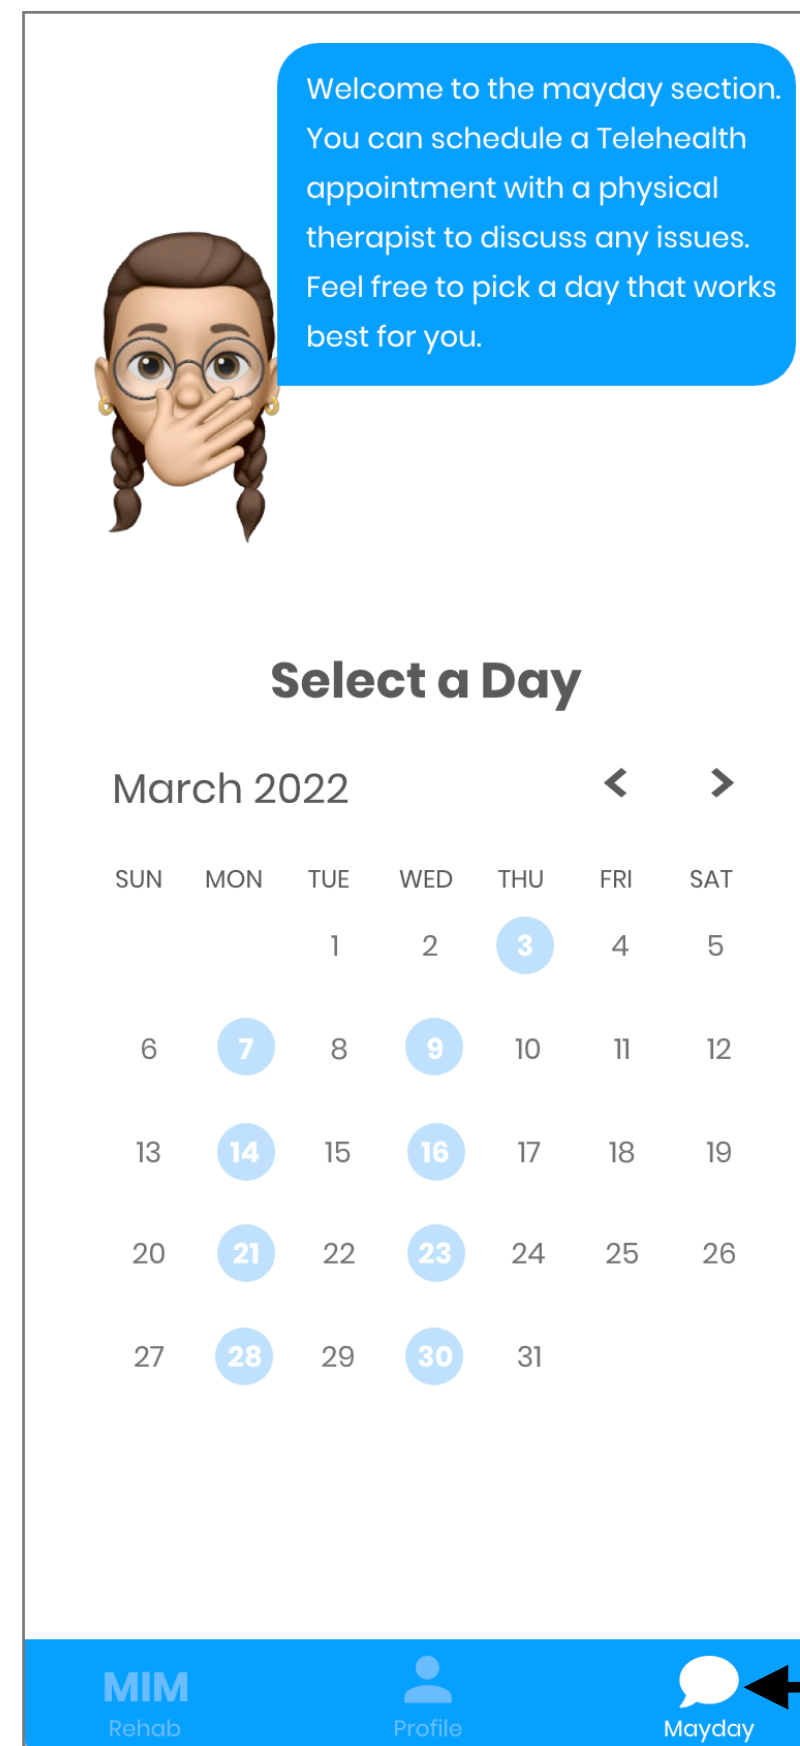 Welcome to the mayday section.
You can schedule a Telehealth
appointment with a physical
therapist to discuss any issues.
Feel free to pick a day that works
best for you.
Select a Day
March 2022 < >
SUN MON TUE WED THU FRI SAT
1 2 3 4 5
6 7 8 9 10 11 12
13 14 15 16 17 18 19
20 21 22 23 24 25 26
27 28 29 30 31
MIM
Rehab Profile Mayday